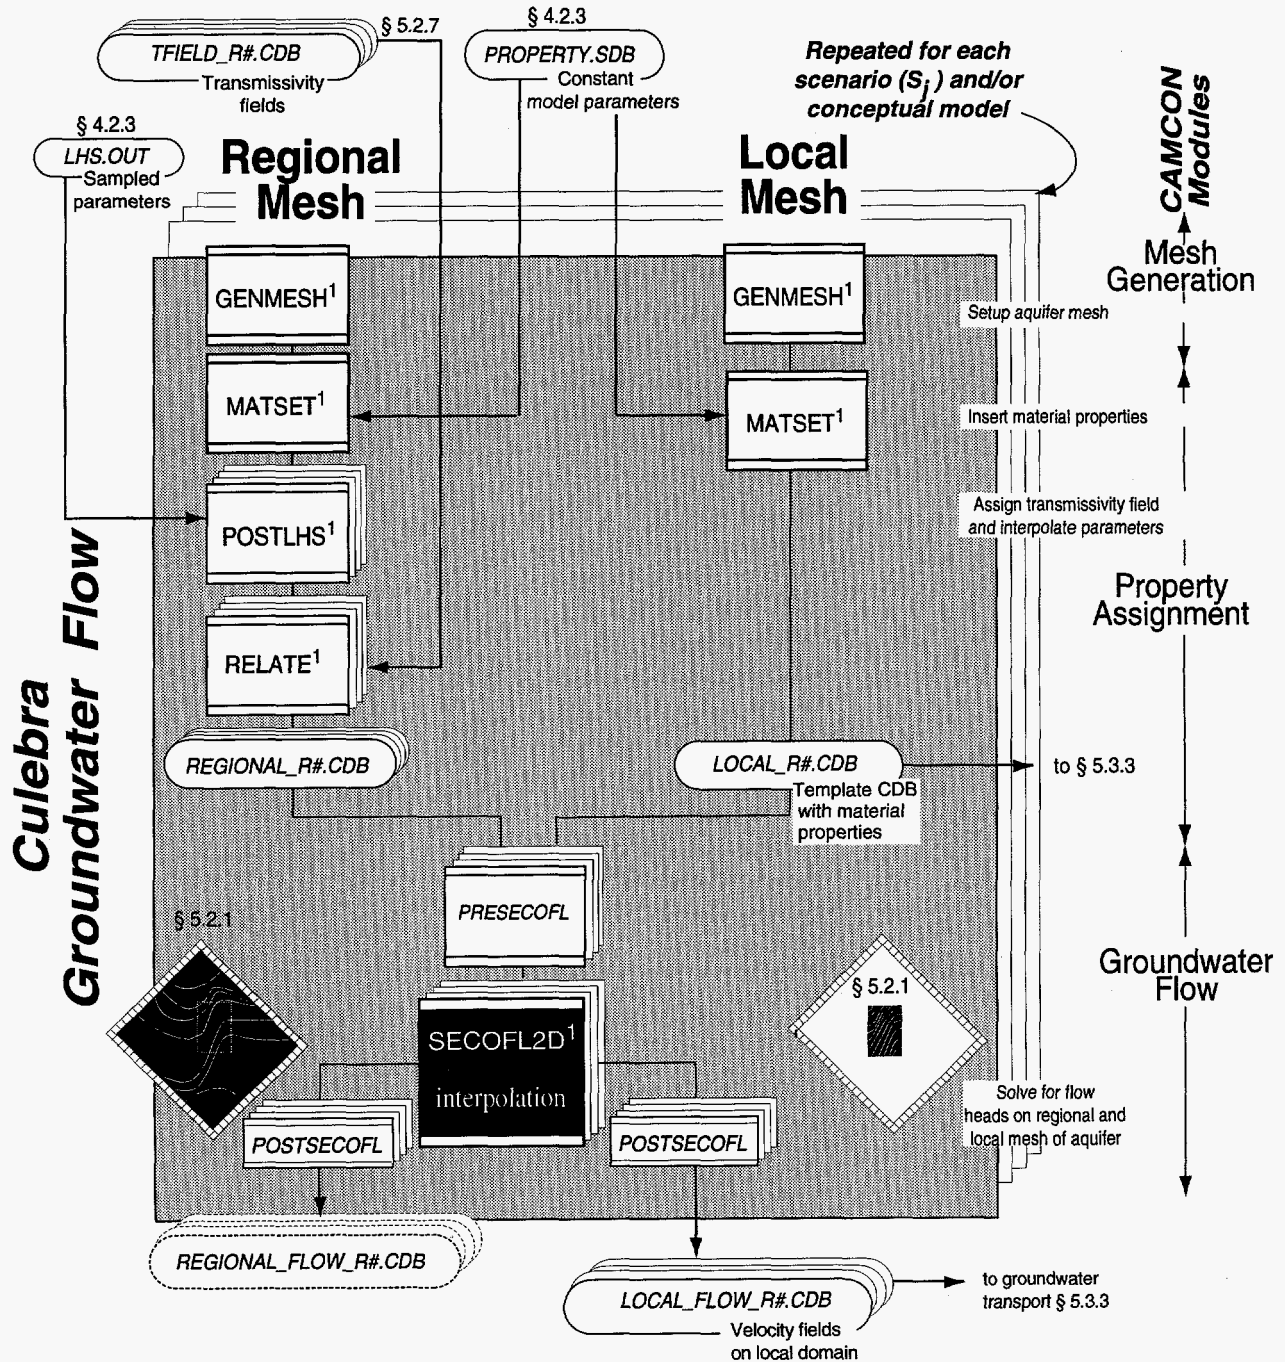 § 5.2.7
TFIELD_R#.CDB
Transmissivity
fields
§ 4.2.3
PROPERTY.SDB
Constant
model parameters
Repeated for each
scenario (Sj) and/or
conceptual model
CAMCON
Modules
§ 4.2.3
LHS.OUT
Sampled
parameters
Regional
Mesh
Local
Mesh
Mesh
Generation
GENMESH¹
GENMESH¹
Setup aquifer mesh
MATSET¹
MATSET¹
Insert material properties
POSTLHS¹
Assign transmissivity field
and interpolate parameters
RELATE¹
Property
Assignment
Culebra
Groundwater Flow
REGIONAL_R#.CDB
LOCAL_R#.CDB
to § 5.3.3
Template CDB
with material
properties
PRESECOFL
§ 5.2.1
§ 5.2.1
Groundwater
Flow
SECOFL2D¹
interpolation
Solve for flow
heads on regional and
local mesh of aquifer
POSTSECOFL
POSTSECOFL
REGIONAL_FLOW_R#.CDB
LOCAL_FLOW_R#.CDB
Velocity fields
on local domain
to groundwater
transport § 5.3.3